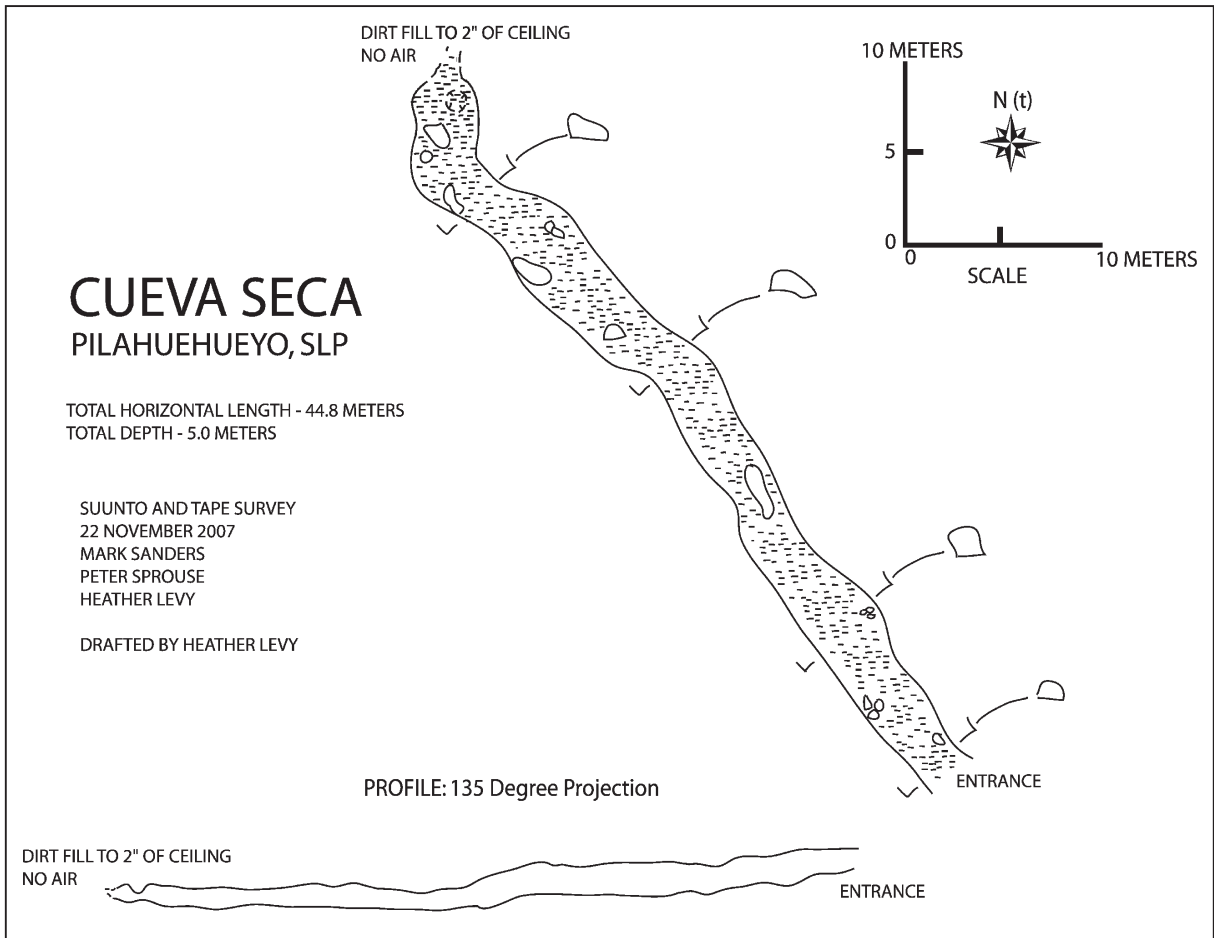 DIRT FILL TO 2" OF CEILING
NO AIR
10 METERS
N (t)
5
0
0
10 METERS
SCALE
CUEVA SECA
PILAHUEHUEYO, SLP
TOTAL HORIZONTAL LENGTH - 44.8 METERS
TOTAL DEPTH - 5.0 METERS
SUUNTO AND TAPE SURVEY
22 NOVEMBER 2007
MARK SANDERS
PETER SPROUSE
HEATHER LEVY
DRAFTED BY HEATHER LEVY
ENTRANCE
PROFILE: 135 Degree Projection
DIRT FILL TO 2" OF CEILING
NO AIR
ENTRANCE